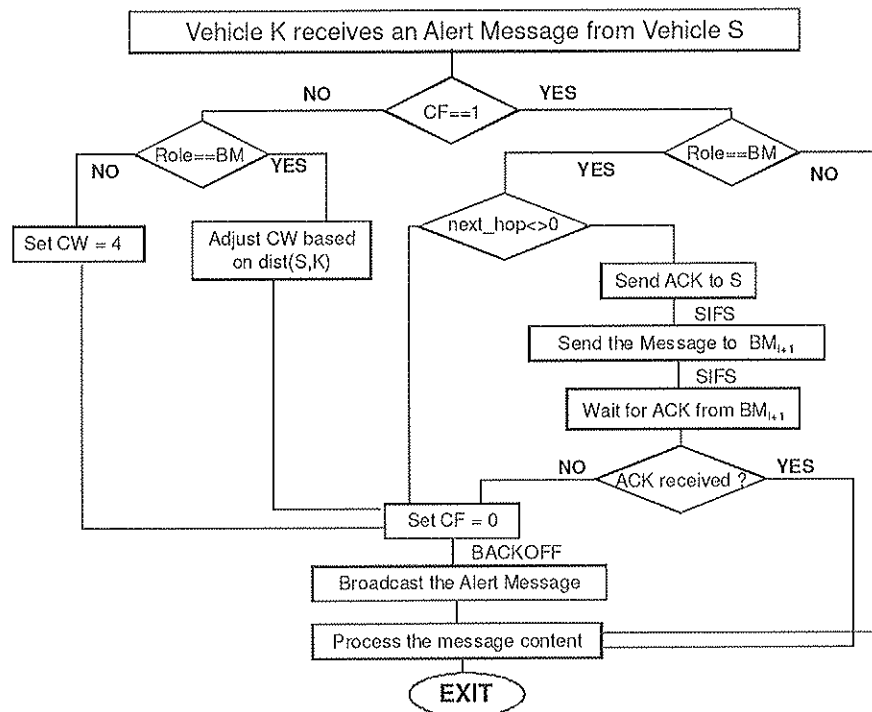 Vehicle K receives an Alert Message from Vehicle S
NO
YES
CF==1
Role==BM
NO
YES
Role==BM
YES
NO
Set CW = 4
Adjust CW based
on dist(S,K)
next_hop<>0
Send ACK to S
SIFS
Send the Message to BMi+1
SIFS
Wait for ACK from BMi+1
NO
YES
ACK received ?
Set CF = 0
BACKOFF
Broadcast the Alert Message
Process the message content
EXIT